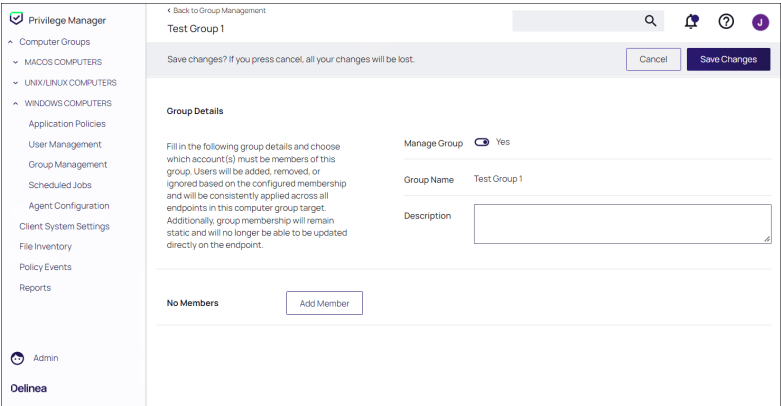 Privilege Manager
Computer Groups
MACOS COMPUTERS
UNIX/LINUX COMPUTERS
WINDOWS COMPUTERS
Application Policies
User Management
Group Management
Scheduled Jobs
Agent Configuration
Client System Settings
File Inventory
Policy Events
Reports
Admin
Delinea
Back to Group Management
Test Group 1
J
Save changes? If you press cancel, all your changes will be lost.
Cancel
Save Changes
Group Details
Fill in the following group details and choose
which account(s) must be members of this
group. Users will be added, removed, or
ignored based on the configured membership
and will be consistently applied across all
endpoints in this computer group target.
Additionally, group membership will remain
static and will no longer be able to be updated
directly on the endpoint.
Manage Group Yes
Group Name Test Group 1
Description
No Members
Add Member